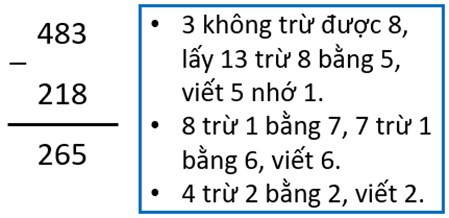 483
–
218
265
• 3 không trừ được 8,
lấy 13 trừ 8 bằng 5,
viết 5 nhớ 1.
• 8 trừ 1 bằng 7, 7 trừ 1
bằng 6, viết 6.
• 4 trừ 2 bằng 2, viết 2.